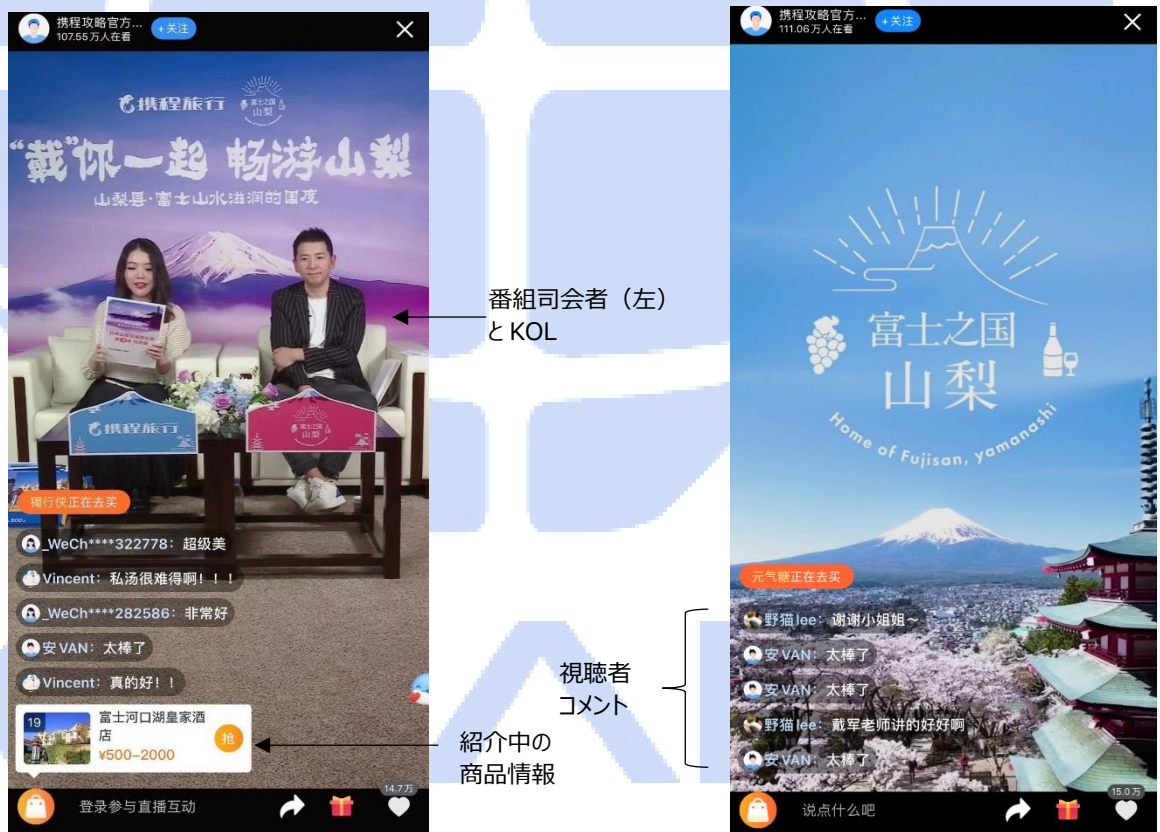 携程攻略官方...
107.55万人在看
+关注
携程旅行
富士之国
山梨
“戴”你一起 畅游山梨
山梨县·富士山水滋润的国度
携程旅行
富士之国
山梨
獨行侠正在去买
_WeCh****322778：超级美
Vincent：私汤很难得啊！！！
_WeCh****282586：非常好
安VAN：太棒了
Vincent：真的好！！
19
富士河口湖皇家酒
店
¥500–2000
抢
登录参与直播互动
14.7万
番組司会者（左）
とKOL
視聴者
コメント
紹介中の
商品情報
携程攻略官方...
111.06万人在看
+关注
富士之国
山梨
Home of Fujisan, yamanashi
元气糖正在去买
野猫lee：谢谢小姐姐～
安VAN：太棒了
安VAN：太棒了
野猫lee：戴军老师讲的好好啊
安VAN：太棒了
说点什么吧
15.0万